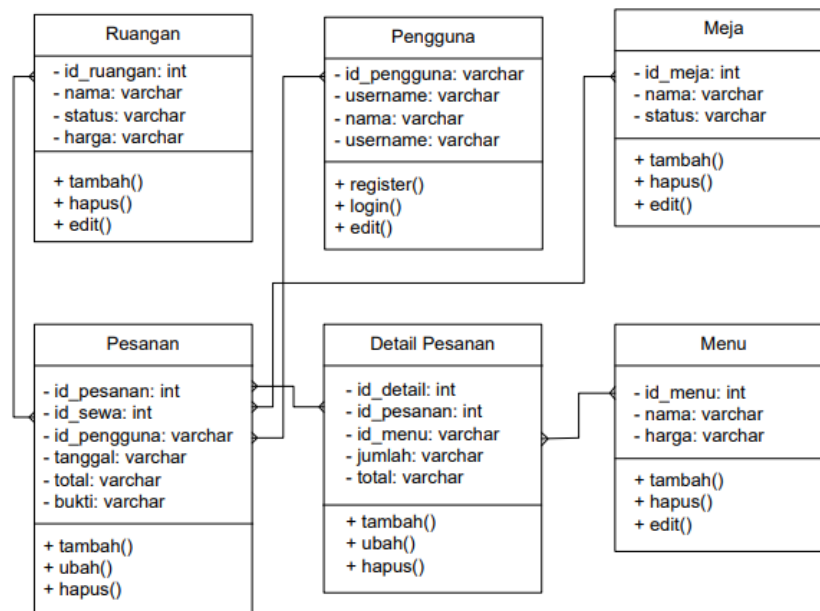 Ruangan
- id_ruangan: int
- nama: varchar
- status: varchar
- harga: varchar
+ tambah()
+ hapus()
+ edit()
Pengguna
- id_pengguna: varchar
- username: varchar
- nama: varchar
- username: varchar
+ register()
+ login()
+ edit()
Meja
- id_meja: int
- nama: varchar
- status: varchar
+ tambah()
+ hapus()
+ edit()
Pesanan
- id_pesanan: int
- id_sewa: int
- id_pengguna: varchar
- tanggal: varchar
- total: varchar
- bukti: varchar
+ tambah()
+ ubah()
+ hapus()
Detail Pesanan
- id_detail: int
- id_pesanan: int
- id_menu: varchar
- jumlah: varchar
- total: varchar
+ tambah()
+ ubah()
+ hapus()
Menu
- id_menu: int
- nama: varchar
- harga: varchar
+ tambah()
+ hapus()
+ edit()